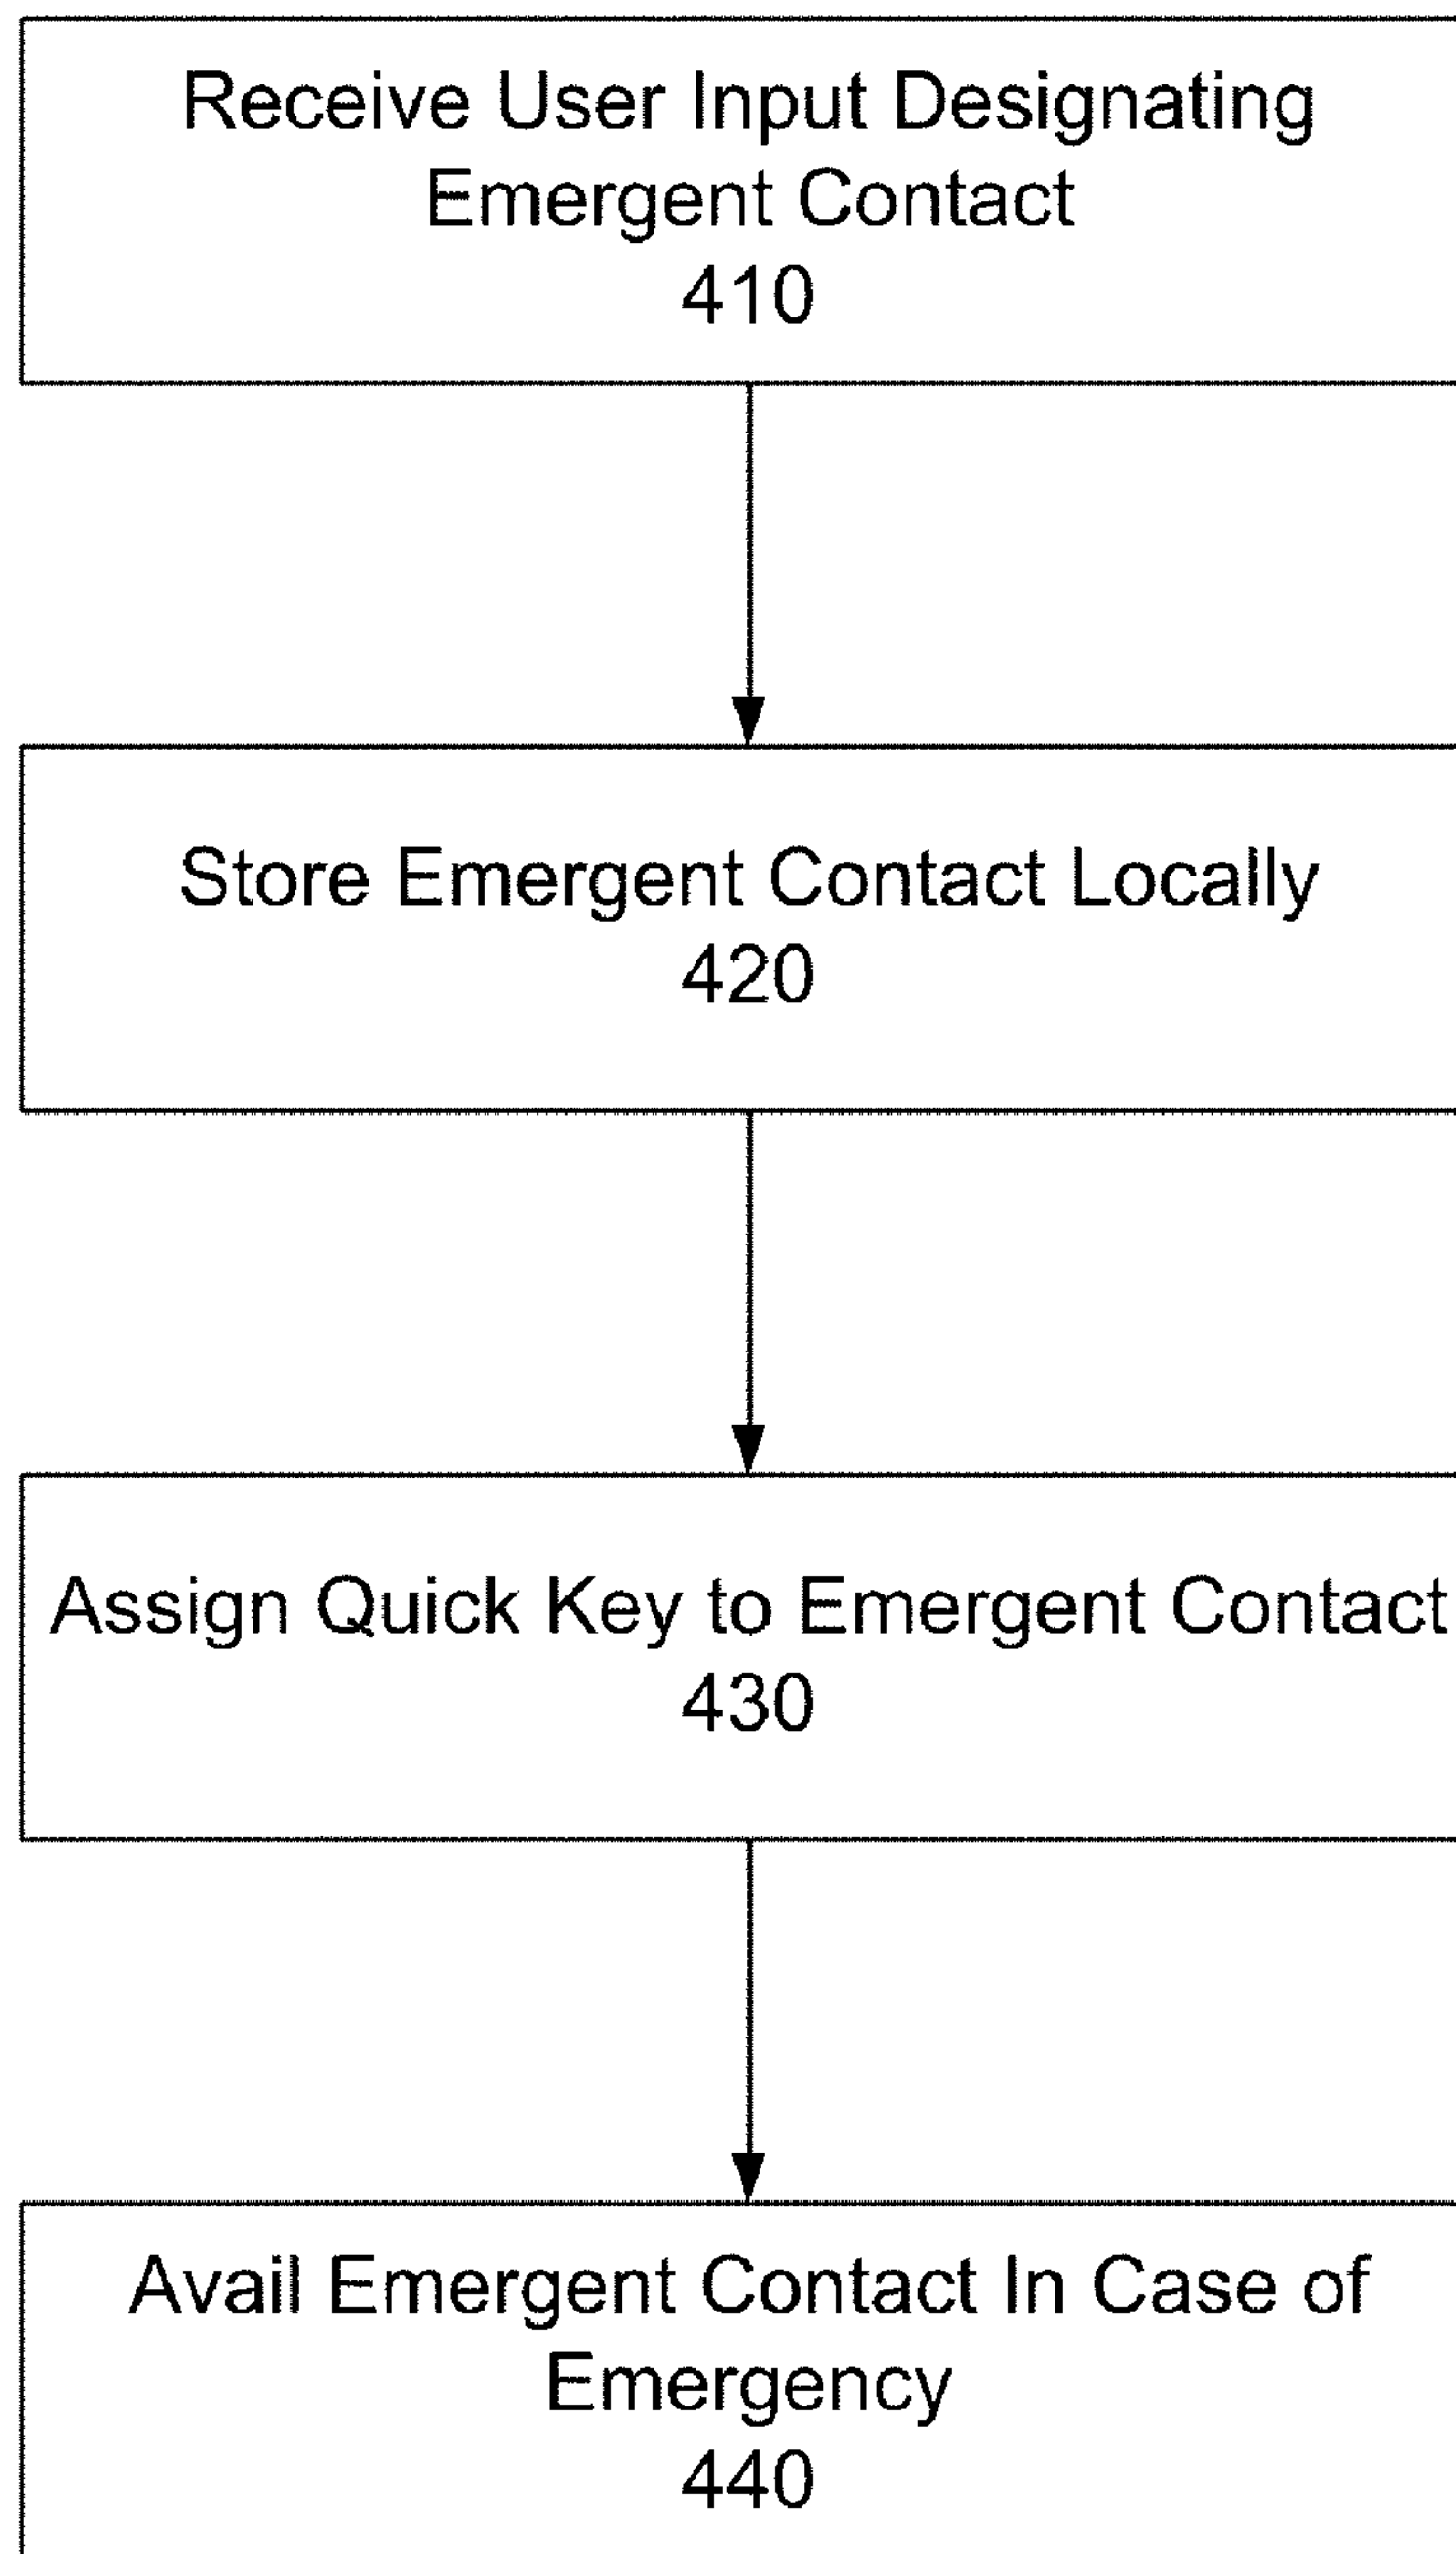 Receive User Input Designating
Emergent Contact
410
Store Emergent Contact Locally
420
Assign Quick Key to Emergent Contact
430
Avail Emergent Contact In Case of
Emergency
440